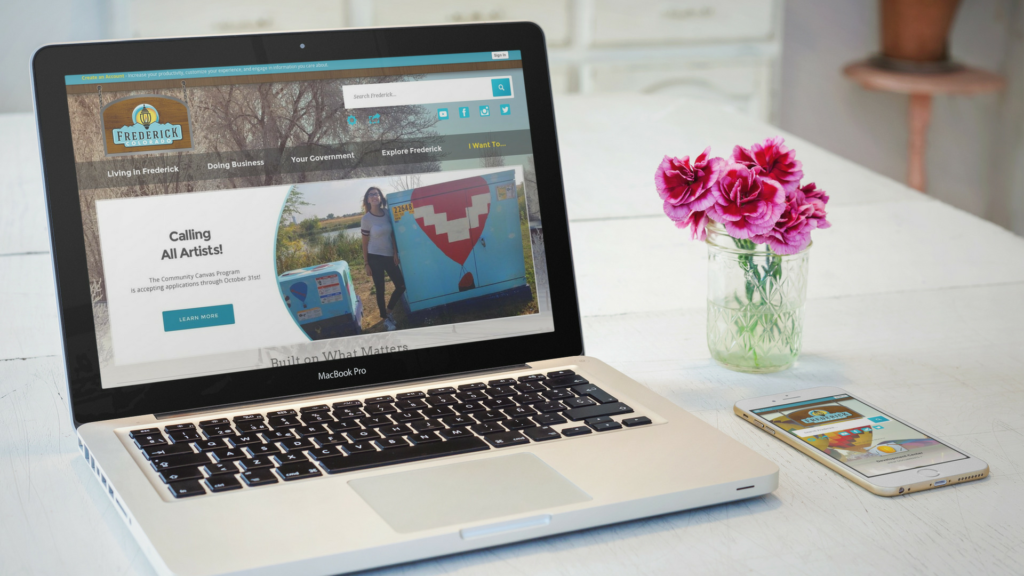 Create an Account - Increase your productivity, customize your experience, and engage in information you care about.
Sign In
Search Frederick...
FREDERICK
COLORADO
Living in Frederick
Doing Business
Your Government
Explore Frederick
I Want To...
Calling
All Artists!
The Community Canvas Program
is accepting applications through October 31st!
LEARN MORE
Built on What Matters
MacBook Pro
FREDERICK